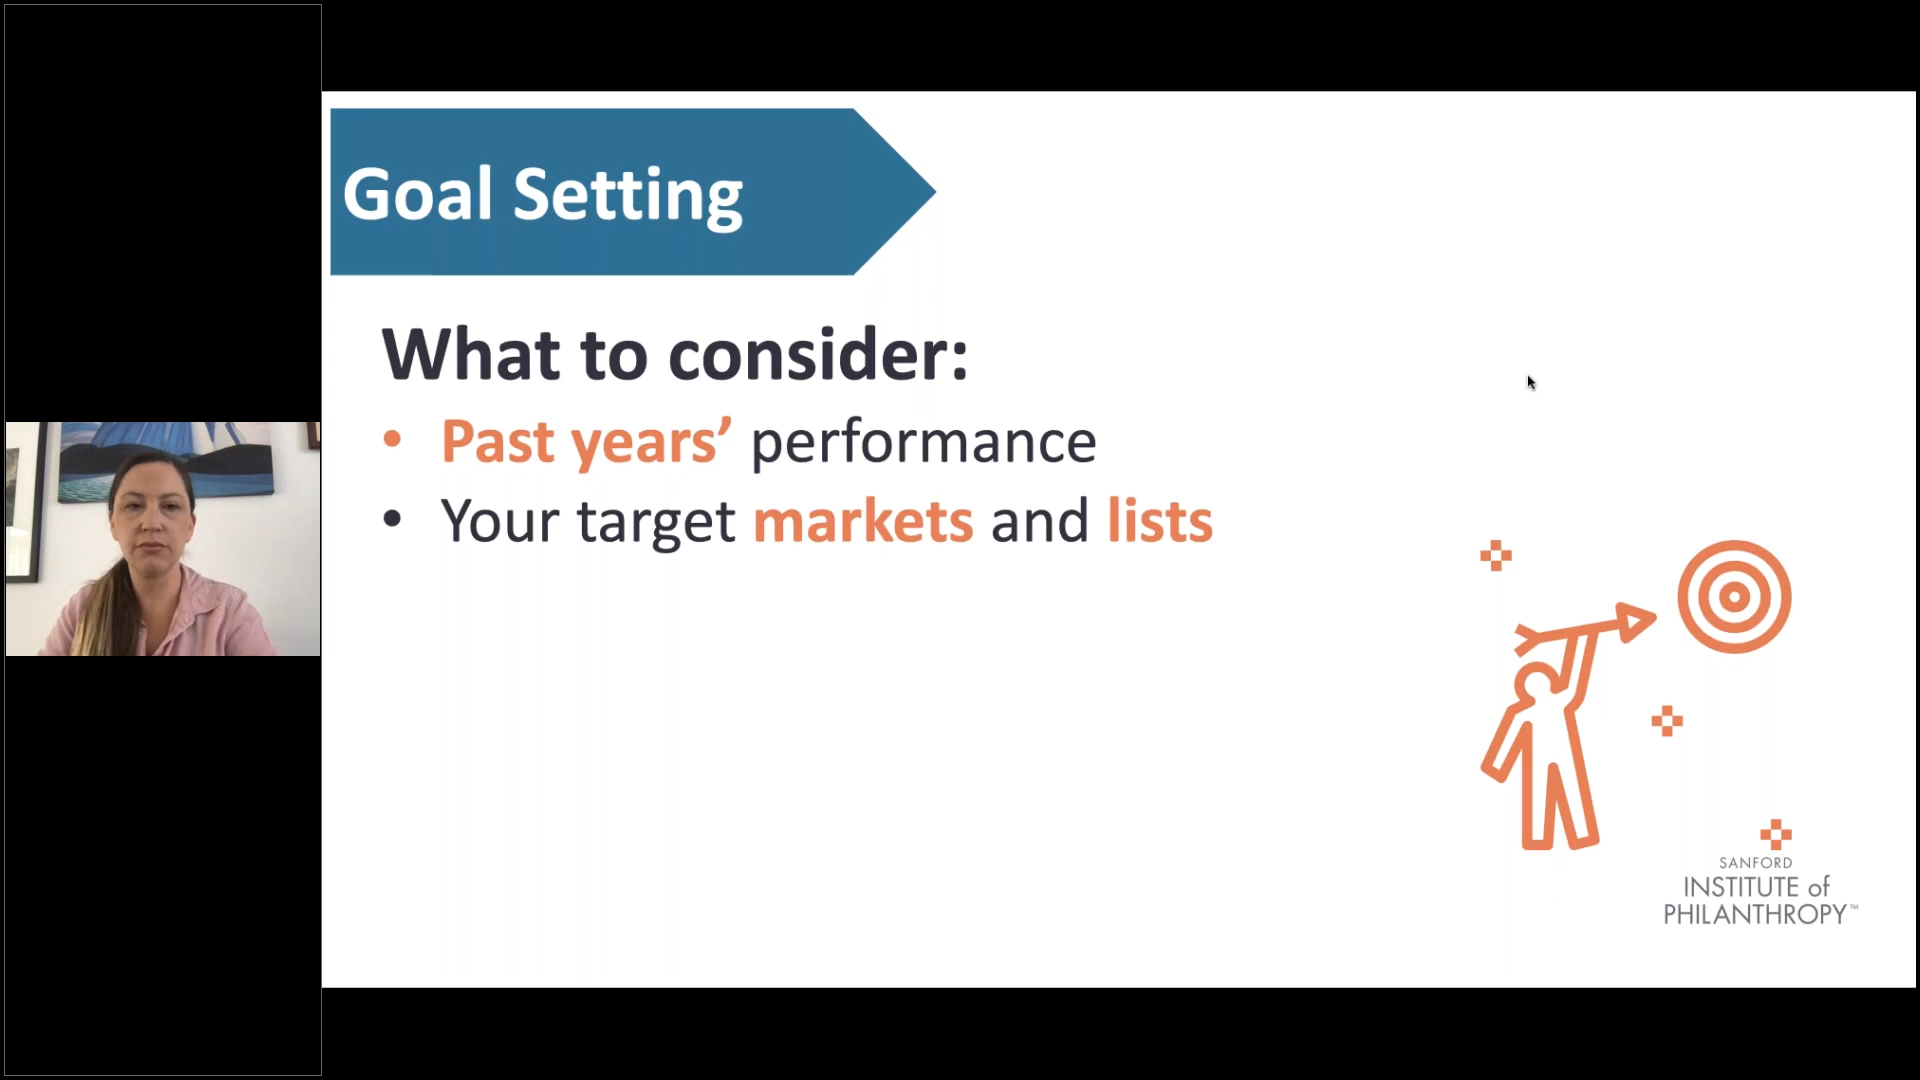 Goal Setting
What to consider:
• Past years’ performance
• Your target markets and lists
SANFORD
INSTITUTE of
PHILANTHROPY™